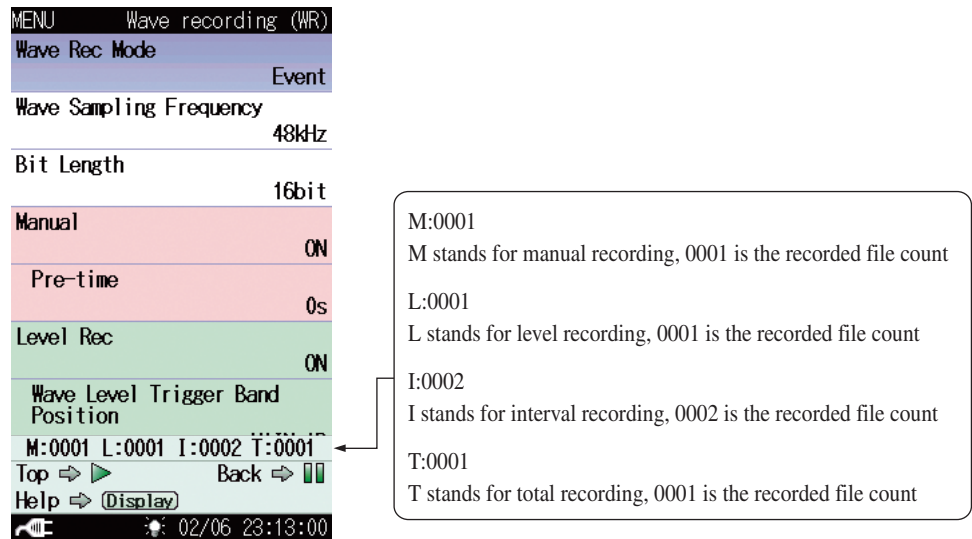 MENU Wave recording (WR)
Wave Rec Mode
Event
Wave Sampling Frequency
48kHz
Bit Length
16bit
Manual
ON
Pre-time
0s
Level Rec
ON
Wave Level Trigger Band
Position
M:0001 L:0001 I:0002 T:0001
Top ⇨ ▷ Back ⇨ ▯▯
Help ⇨ Display
02/06 23:13:00
M:0001
M stands for manual recording, 0001 is the recorded file count
L:0001
L stands for level recording, 0001 is the recorded file count
I:0002
I stands for interval recording, 0002 is the recorded file count
T:0001
T stands for total recording, 0001 is the recorded file count